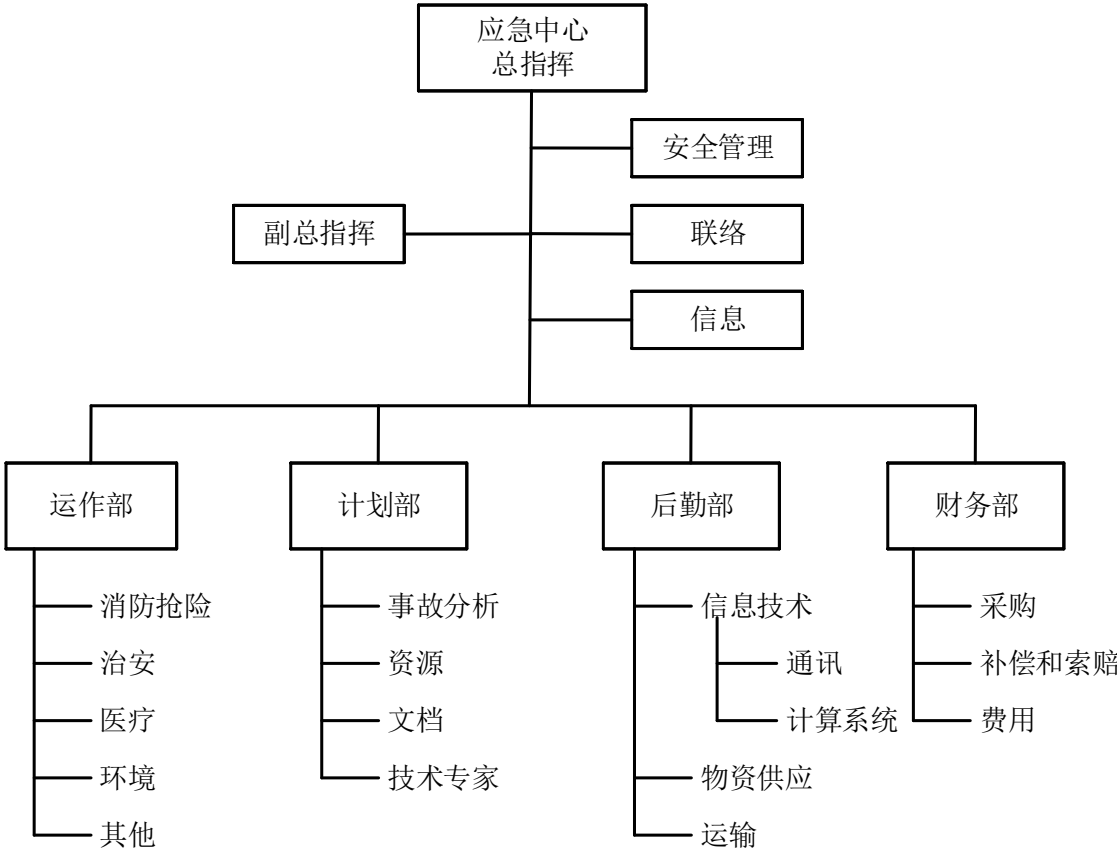 应急中心
总指挥
安全管理
副总指挥
联络
信息
运作部
计划部
后勤部
财务部
消防抢险
治安
医疗
环境
其他
事故分析
资源
文档
技术专家
信息技术
通讯
计算系统
物资供应
运输
采购
补偿和索赔
费用